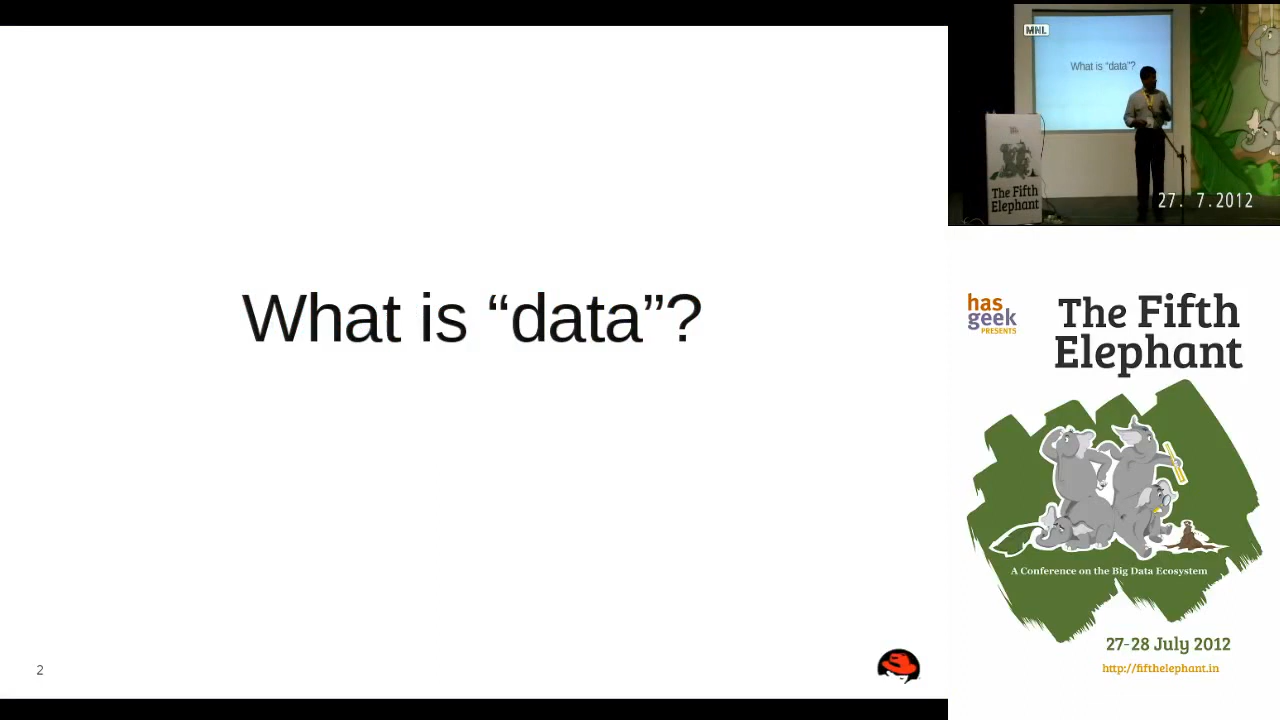 What is “data”?
2
MNL
What is “data”?
The Fifth
Elephant
27. 7.2012
has
geek
PRESENTS
The Fifth
Elephant
A Conference on the Big Data Ecosystem
27-28 July 2012
http://fifthelephant.in